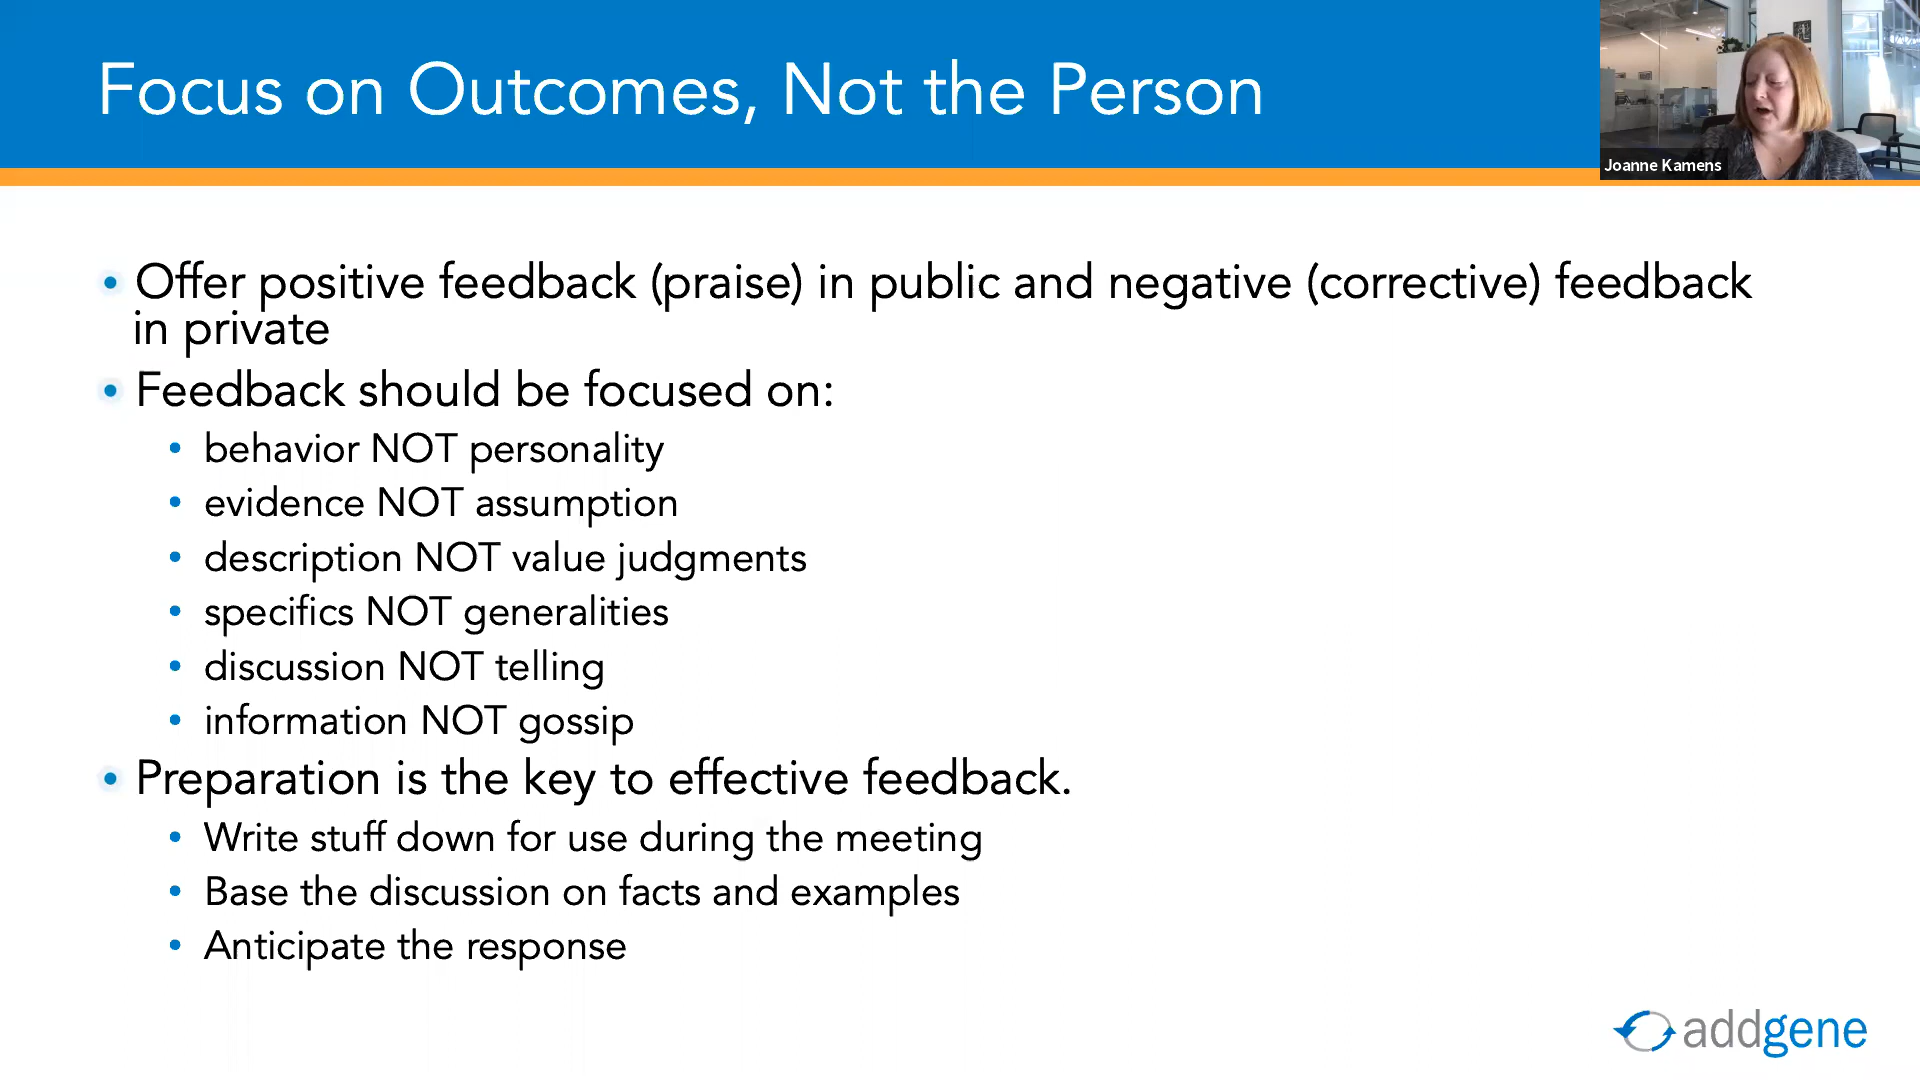 Focus on Outcomes, Not the Person
Joanne Kamens
• Offer positive feedback (praise) in public and negative (corrective) feedback
in private
• Feedback should be focused on:
• behavior NOT personality
• evidence NOT assumption
• description NOT value judgments
• specifics NOT generalities
• discussion NOT telling
• information NOT gossip
• Preparation is the key to effective feedback.
• Write stuff down for use during the meeting
• Base the discussion on facts and examples
• Anticipate the response
addgene